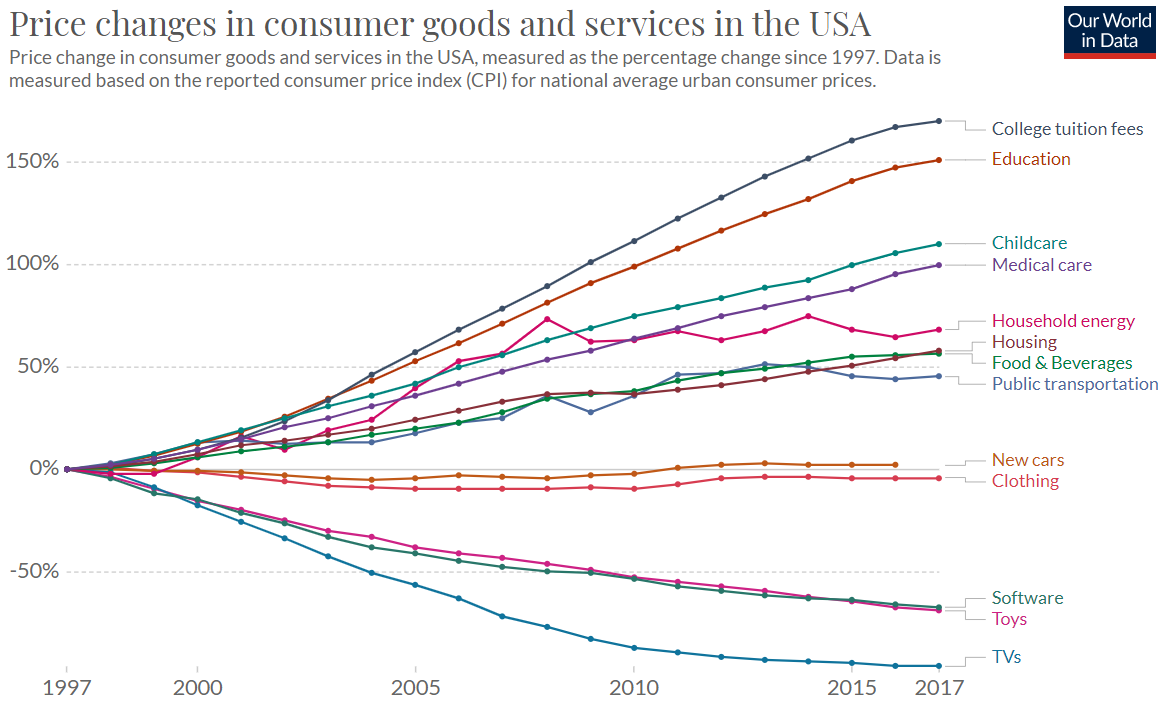 Price changes in consumer goods and services in the USA
Our World
in Data
Price change in consumer goods and services in the USA, measured as the percentage change since 1997. Data is
measured based on the reported consumer price index (CPI) for national average urban consumer prices.
College tuition fees
150%
Education
Childcare
100%
Medical care
Household energy
Housing
50%
Food & Beverages
Public transportation
0%
New cars
Clothing
-50%
Software
Toys
TVs
1997 2000 2005 2010 2015 2017